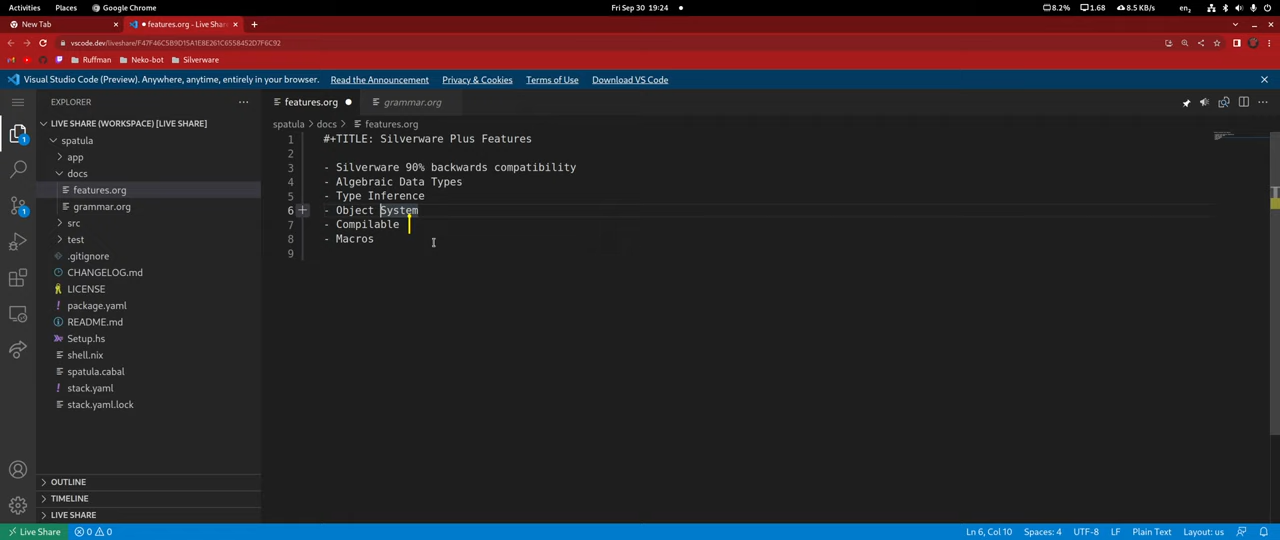 Activities Places Google Chrome Fri Sep 30 19:24 8.2% 1.68 8.5 KB/s en₂
New Tab features.org - Live Share
vscode.dev/liveshare/F47F46C5B9D15A1E8E261C6558452D7F6C92
Ruffman Neko-bot Silverware
Visual Studio Code (Preview). Anywhere, anytime, entirely in your browser. Read the Announcement Privacy & Cookies Terms of Use Download VS Code
EXPLORER
features.org grammar.org
LIVE SHARE (WORKSPACE) [LIVE SHARE]
spatula
app
docs
features.org
grammar.org
src
test
.gitignore
CHANGELOG.md
LICENSE
package.yaml
README.md
Setup.hs
shell.nix
spatula.cabal
stack.yaml
stack.yaml.lock
OUTLINE
TIMELINE
LIVE SHARE
spatula > docs > features.org
1 #+TITLE: Silverware Plus Features
2
3 - Silverware 90% backwards compatibility
4 - Algebraic Data Types
5 - Type Inference
6 - Object System
7 - Compilable
8 - Macros
9
Live Share 0 0 Ln 6, Col 10 Spaces: 4 UTF-8 LF Plain Text Layout: us